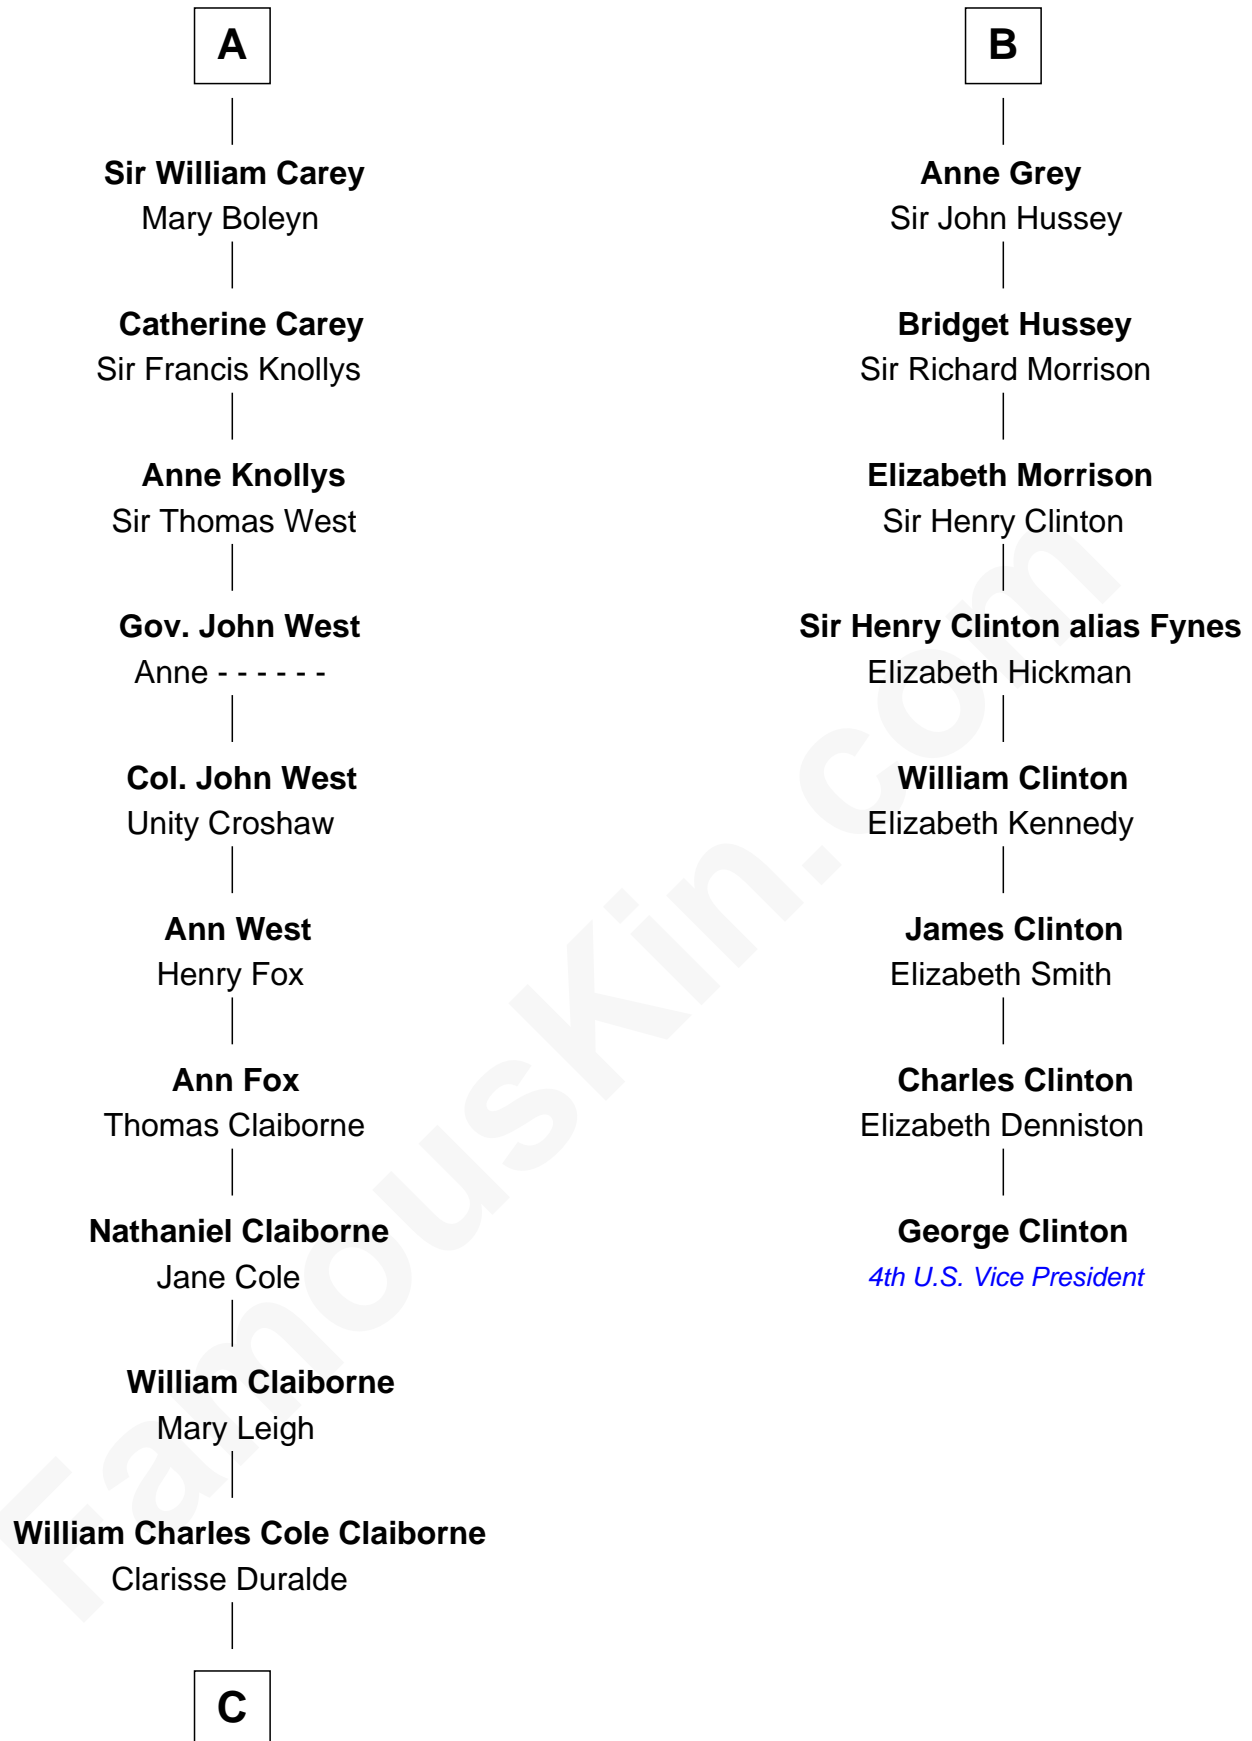 A
Sir William Carey
Mary Boleyn
Catherine Carey
Sir Francis Knollys
Anne Knollys
Sir Thomas West
Gov. John West
Anne - - - - - -
Col. John West
Unity Croshaw
Ann West
Henry Fox
Ann Fox
Thomas Claiborne
Nathaniel Claiborne
Jane Cole
William Claiborne
Mary Leigh
William Charles Cole Claiborne
Clarisse Duralde
C
B
Anne Grey
Sir John Hussey
Bridget Hussey
Sir Richard Morrison
Elizabeth Morrison
Sir Henry Clinton
Sir Henry Clinton alias Fynes
Elizabeth Hickman
William Clinton
Elizabeth Kennedy
James Clinton
Elizabeth Smith
Charles Clinton
Elizabeth Denniston
George Clinton
4th U.S. Vice President
FamousKin.com